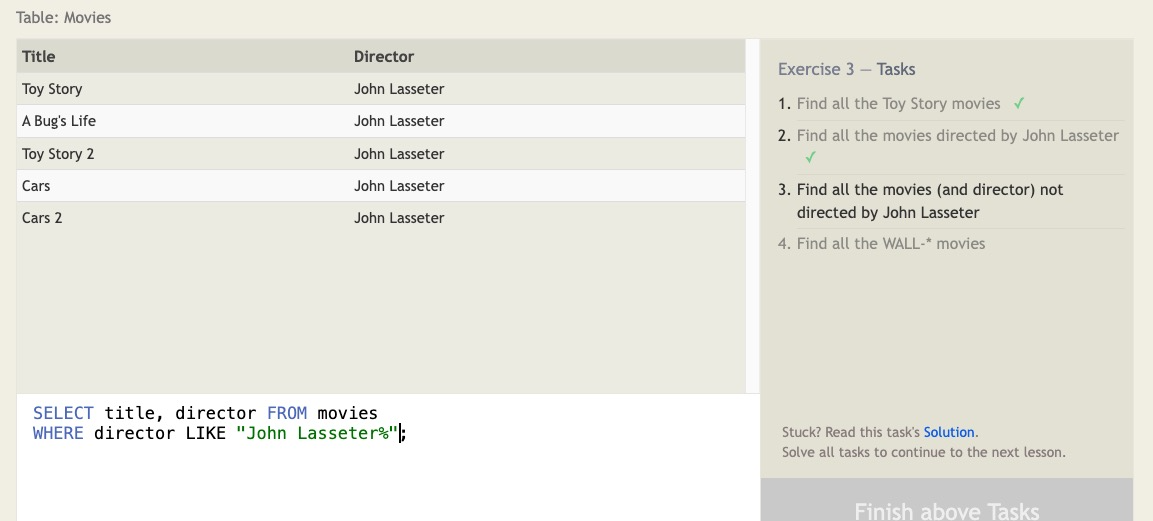 Table: Movies
Title Director
Toy Story John Lasseter
A Bug's Life John Lasseter
Toy Story 2 John Lasseter
Cars John Lasseter
Cars 2 John Lasseter
SELECT title, director FROM movies
WHERE director LIKE "John Lasseter%";
Exercise 3 — Tasks
1. Find all the Toy Story movies ✓
2. Find all the movies directed by John Lasseter
✓
3. Find all the movies (and director) not
directed by John Lasseter
4. Find all the WALL-* movies
Stuck? Read this task's Solution.
Solve all tasks to continue to the next lesson.
Finish above Tasks